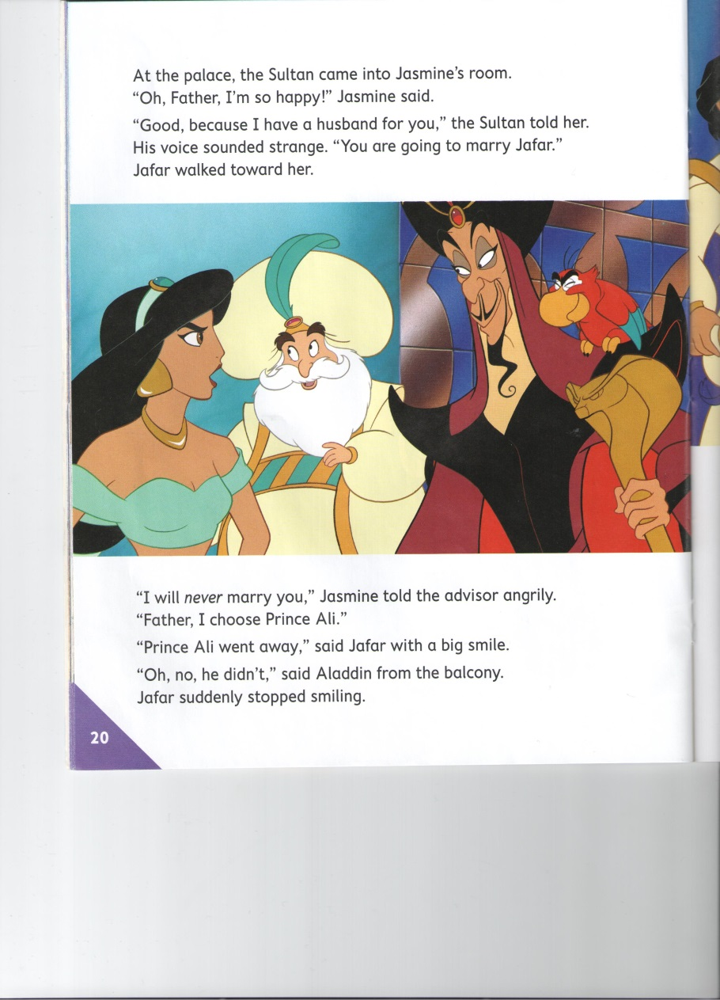 At the palace, the Sultan came into Jasmine’s room.
“Oh, Father, I’m so happy!” Jasmine said.
“Good, because I have a husband for you,” the Sultan told her.
His voice sounded strange. “You are going to marry Jafar.”
Jafar walked toward her.
“I will never marry you,” Jasmine told the advisor angrily.
“Father, I choose Prince Ali.”
“Prince Ali went away,” said Jafar with a big smile.
“Oh, no, he didn’t,” said Aladdin from the balcony.
Jafar suddenly stopped smiling.
20